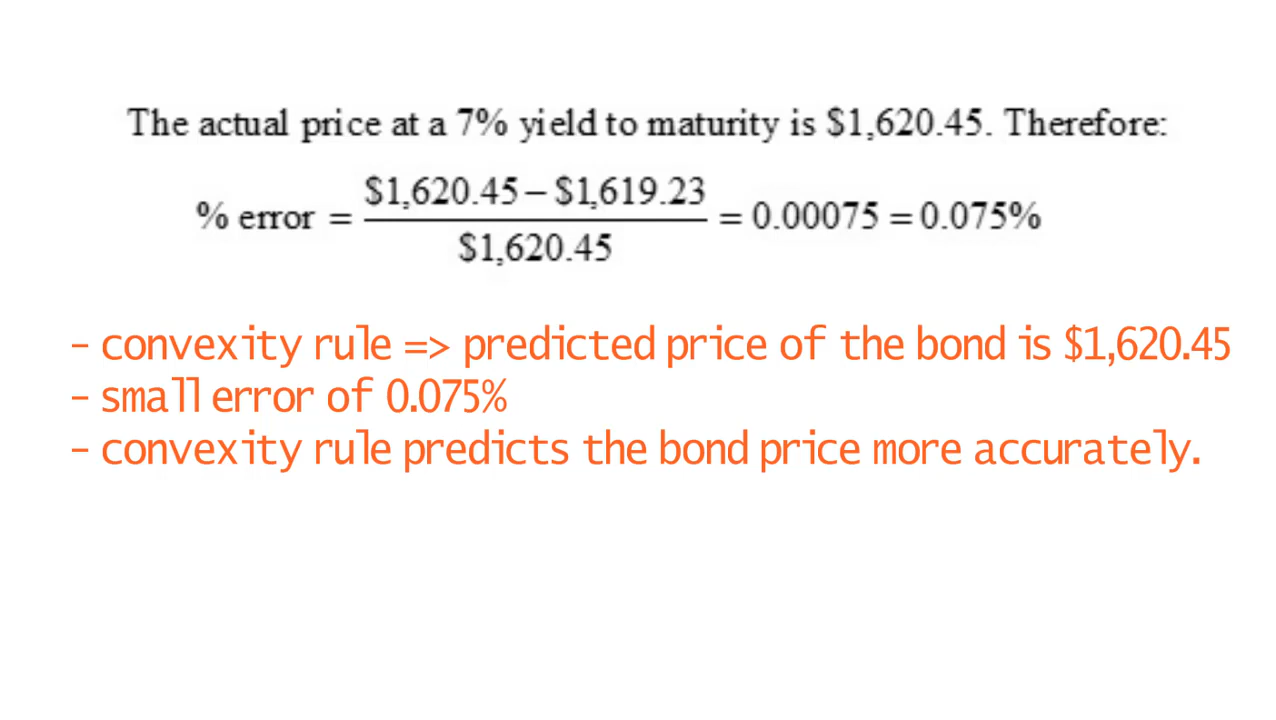 The actual price at a 7% yield to maturity is $1,620.45. Therefore:
% error = $1,620.45 – $1,619.23 / $1,620.45 = 0.00075 = 0.075%
- convexity rule => predicted price of the bond is $1,620.45
- small error of 0.075%
- convexity rule predicts the bond price more accurately.